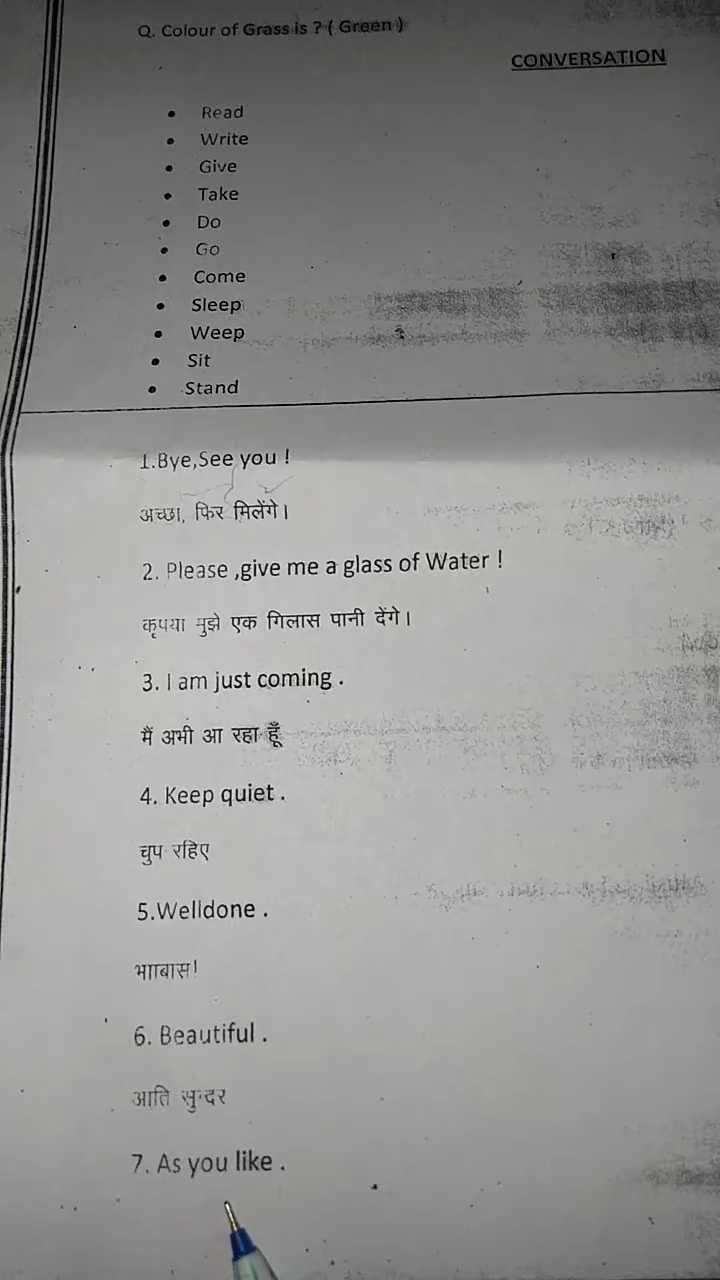 Q. Colour of Grass is ? ( Green )
CONVERSATION
• Read
• Write
• Give
• Take
• Do
• Go
• Come
• Sleep
• Weep
• Sit
• Stand
1.Bye,See you !
अच्छा, फिर मिलेंगे।
2. Please ,give me a glass of Water !
कृपया मुझे एक गिलास पानी देंगे।
3. I am just coming .
मैं अभी आ रहा हूँ
4. Keep quiet .
चुप रहिए
5.Welldone .
भााबास!
6. Beautiful .
आति सुन्दर
7. As you like .